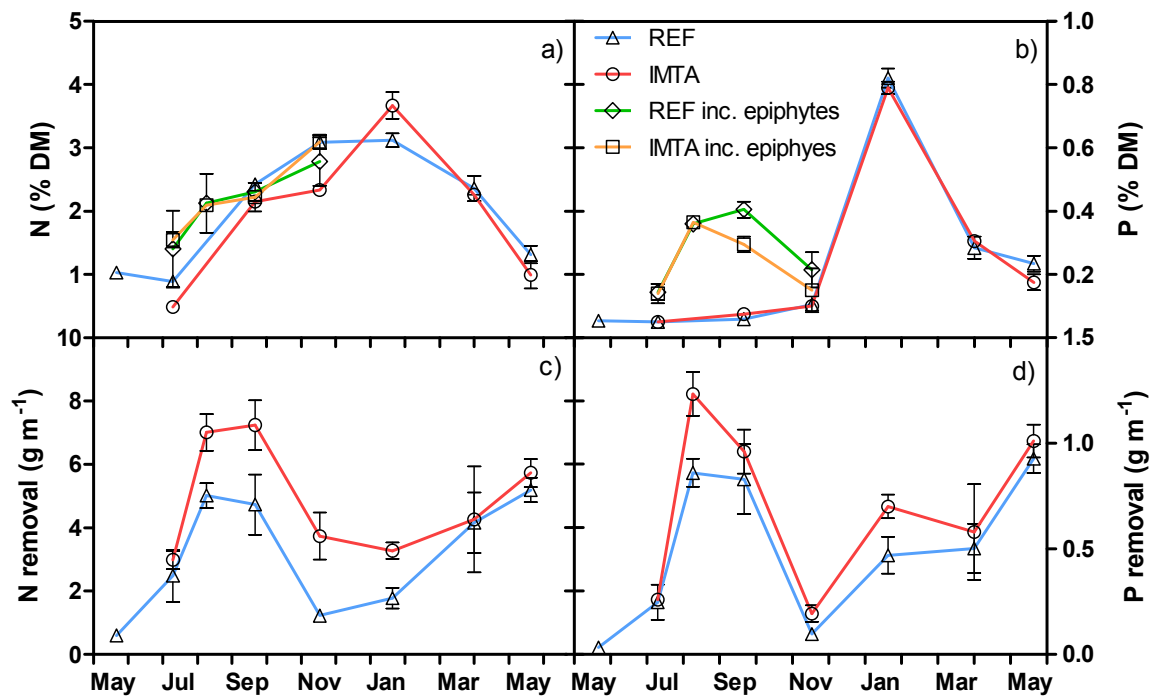 5
4
3
2
1
10
N (% DM)
a)
REF
IMTA
REF inc. epiphytes
IMTA inc. epiphyes
b)
1.0
0.8
0.6
0.4
0.2
1.5
P (% DM)
8
6
4
2
0
N removal (g m⁻¹)
c)
d)
1.0
0.5
0.0
P removal (g m⁻¹)
May Jul Sep Nov Jan Mar May Jul Sep Nov Jan Mar May